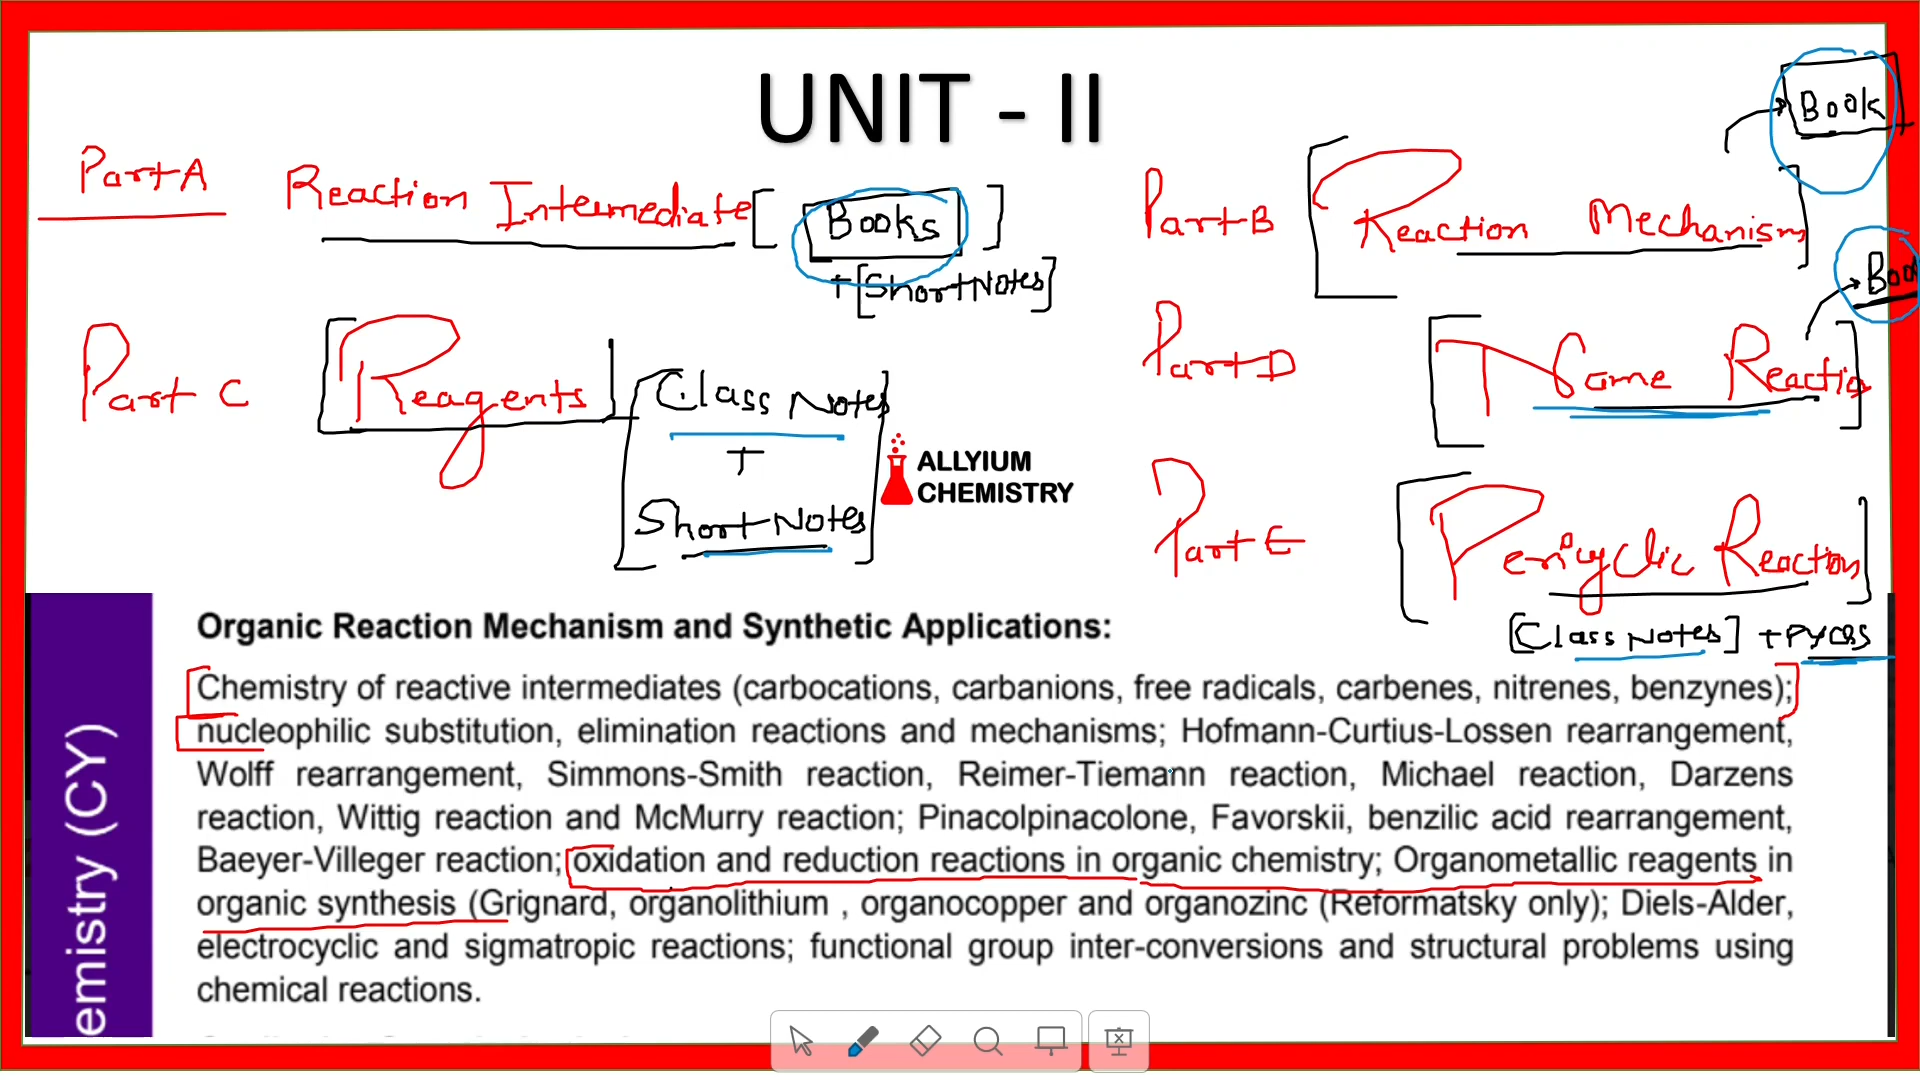 UNIT - II
Part A
Reaction Intermediate [Books]
+ [Short Notes]
Part B
[Reaction Mechanism]
Book
Part C
[Reagents]
[Class Notes
+
Short Notes]
Part D
[Name Reaction]
ALLYIUM
CHEMISTRY
Part E
[Pericyclic Reaction]
[Class Notes] + PYQs
Organic Reaction Mechanism and Synthetic Applications:
Chemistry of reactive intermediates (carbocations, carbanions, free radicals, carbenes, nitrenes, benzynes);
nucleophilic substitution, elimination reactions and mechanisms; Hofmann-Curtius-Lossen rearrangement,
Wolff rearrangement, Simmons-Smith reaction, Reimer-Tiemann reaction, Michael reaction, Darzens
reaction, Wittig reaction and McMurry reaction; Pinacolpinacolone, Favorskii, benzilic acid rearrangement,
Baeyer-Villeger reaction; oxidation and reduction reactions in organic chemistry; Organometallic reagents in
organic synthesis (Grignard, organolithium , organocopper and organozinc (Reformatsky only); Diels-Alder,
electrocyclic and sigmatropic reactions; functional group inter-conversions and structural problems using
chemical reactions.
emistry (CY)